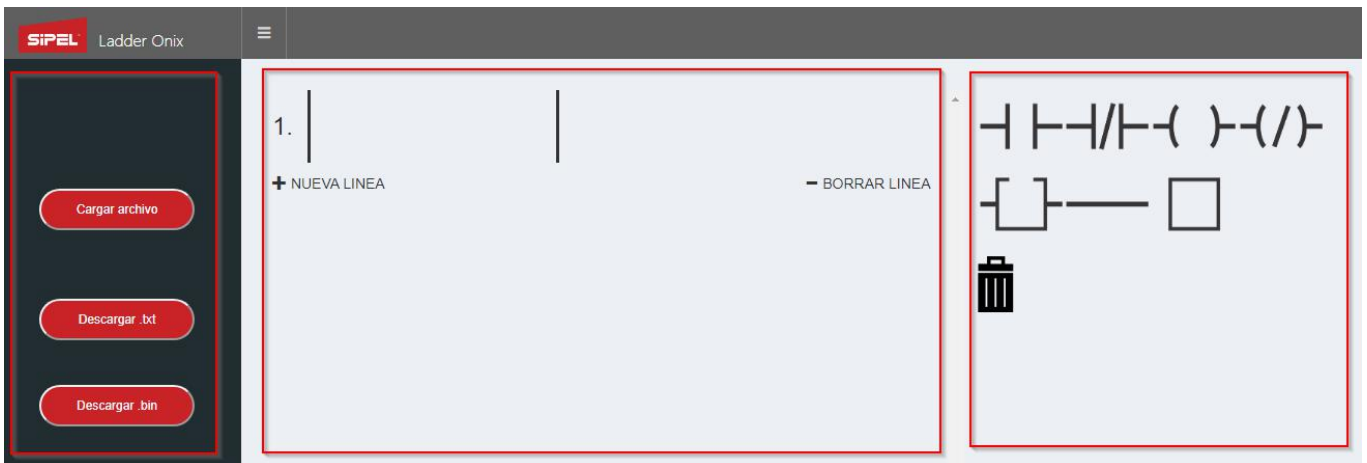 SiPEL Ladder Onix
1.
NUEVA LINEA
BORRAR LINEA
Cargar archivo
Descargar .txt
Descargar .bin